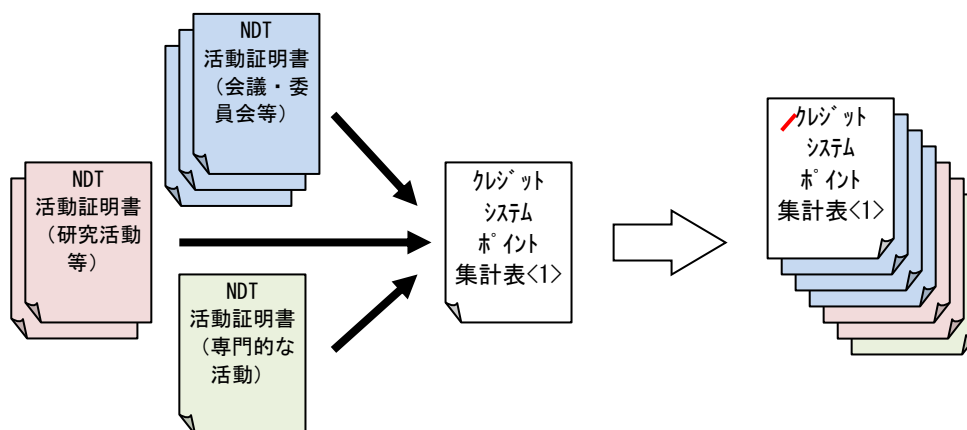 NDT
活動証明書
（会議・委
員会等）
NDT
活動証明書
（研究活動
等）
NDT
活動証明書
（専門的な
活動）
ｸﾚｼﾞｯﾄ
ｼｽﾃﾑ
ﾎﾟｲﾝﾄ
集計表<1>
ｸﾚｼﾞｯﾄ
ｼｽﾃﾑ
ﾎﾟｲﾝﾄ
集計表<1>